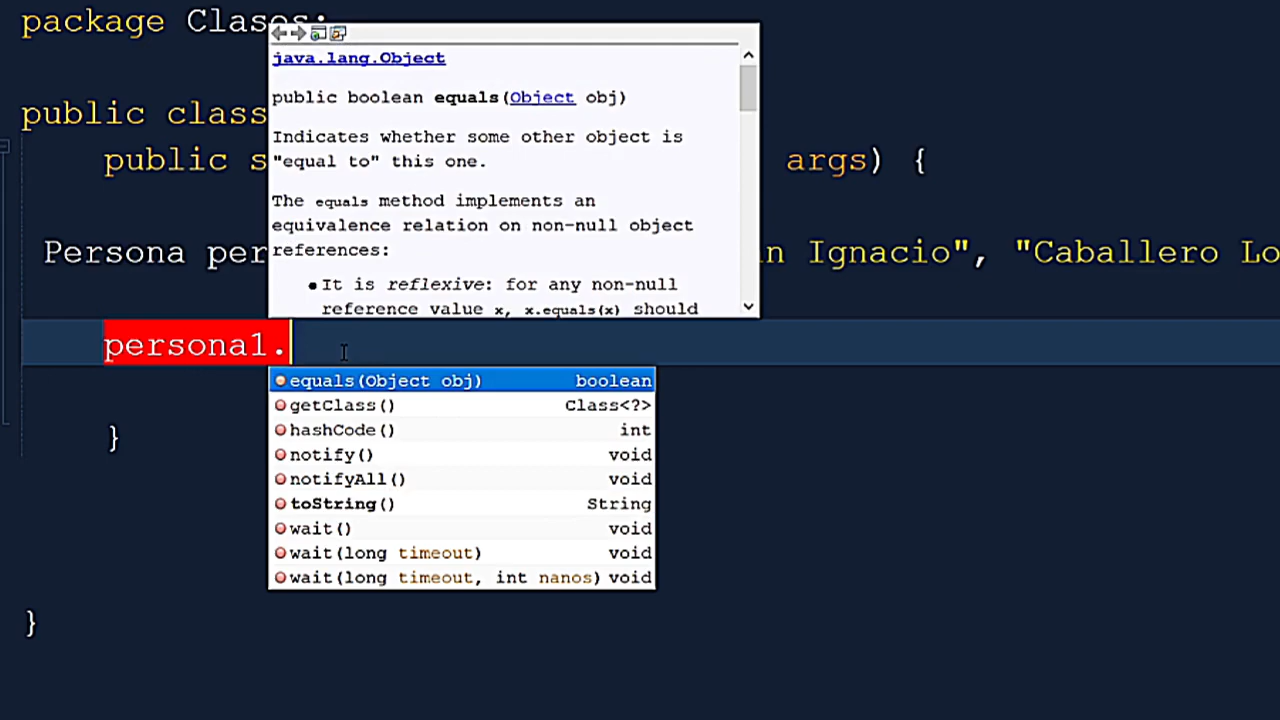 package Clases;
public class
public s args) {
Persona per n Ignacio", "Caballero Lo
persona1.
}
}
java.lang.Object
public boolean equals(Object obj)
Indicates whether some other object is
"equal to" this one.
The equals method implements an
equivalence relation on non-null object
references:
• It is reflexive: for any non-null
reference value x, x.equals(x) should
equals(Object obj) boolean
getClass() Class<?>
hashCode() int
notify() void
notifyAll() void
toString() String
wait() void
wait(long timeout) void
wait(long timeout, int nanos) void